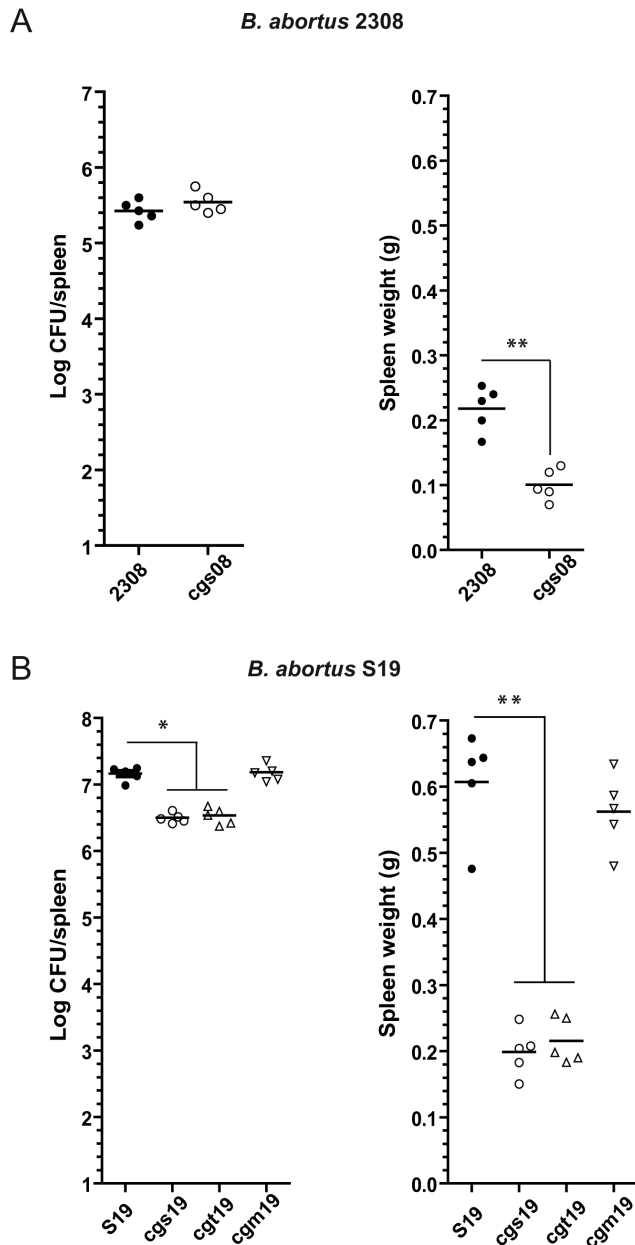 A
B. abortus 2308
Log CFU/spleen
7
6
5
4
3
2
1
2308
cgs08
Spleen weight (g)
0.7
0.6
0.5
0.4
0.3
0.2
0.1
0.0
**
2308
cgs08
B
B. abortus S19
Log CFU/spleen
8
7
6
5
4
3
2
1
*
S19
cgs19
cgt19
cgm19
Spleen weight (g)
0.7
0.6
0.5
0.4
0.3
0.2
0.1
0.0
**
S19
cgs19
cgt19
cgm19